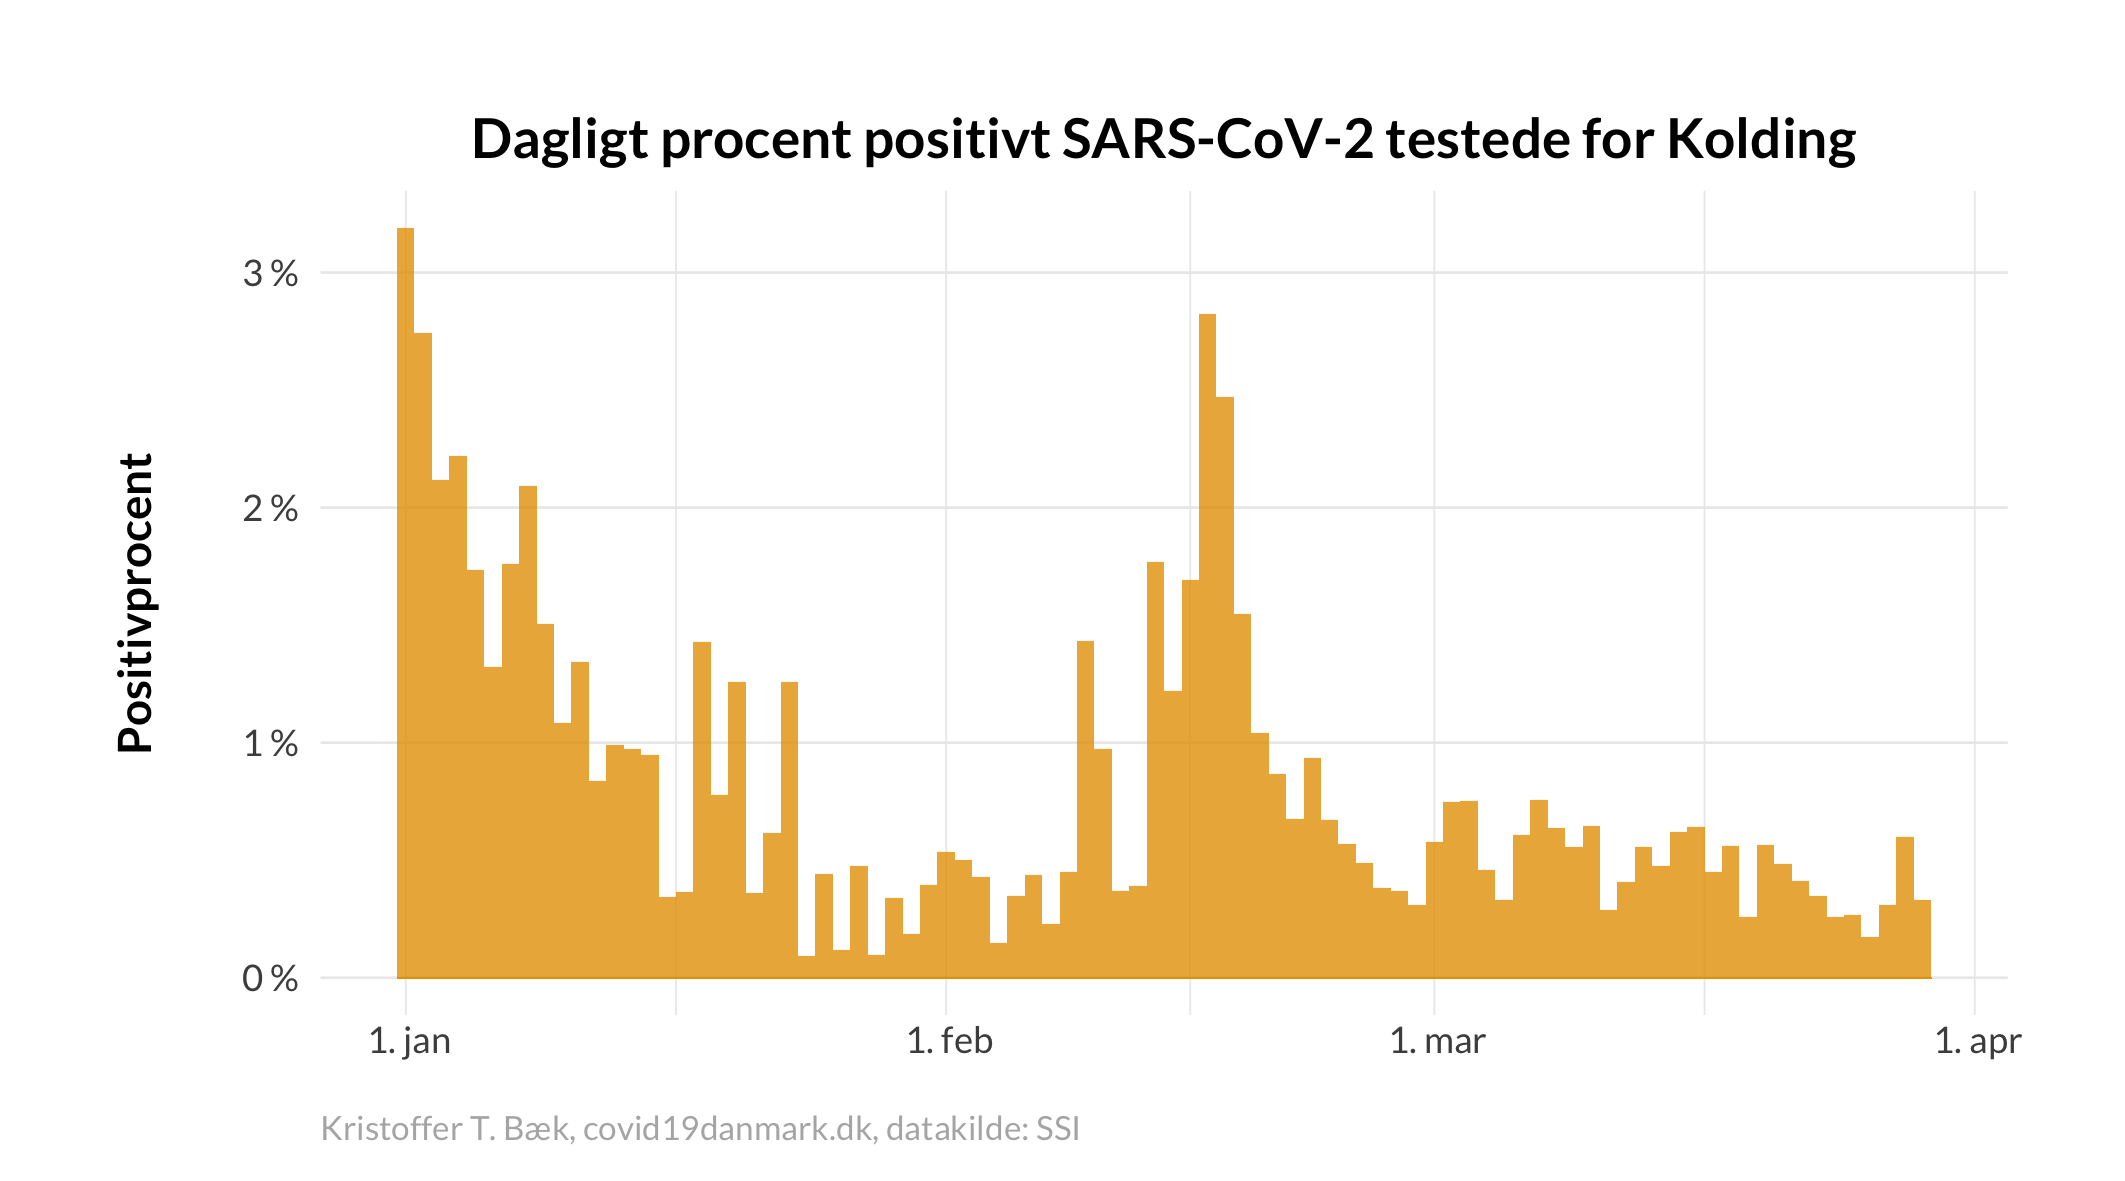 Dagligt procent positivt SARS-CoV-2 testede for Kolding
Positivprocent
3 %
2 %
1 %
0 %
1. jan
1. feb
1. mar
1. apr
Kristoffer T. Bæk, covid19danmark.dk, datakilde: SSI